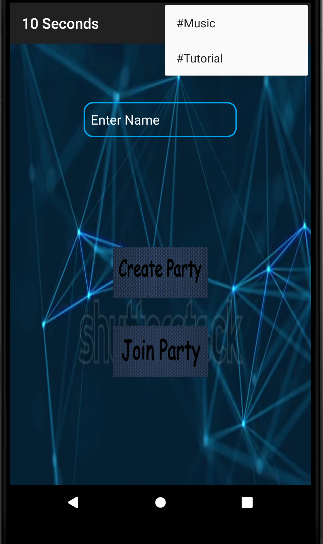 10 Seconds
#Music
#Tutorial
Enter Name
Create Party
shutterstock
Join Party